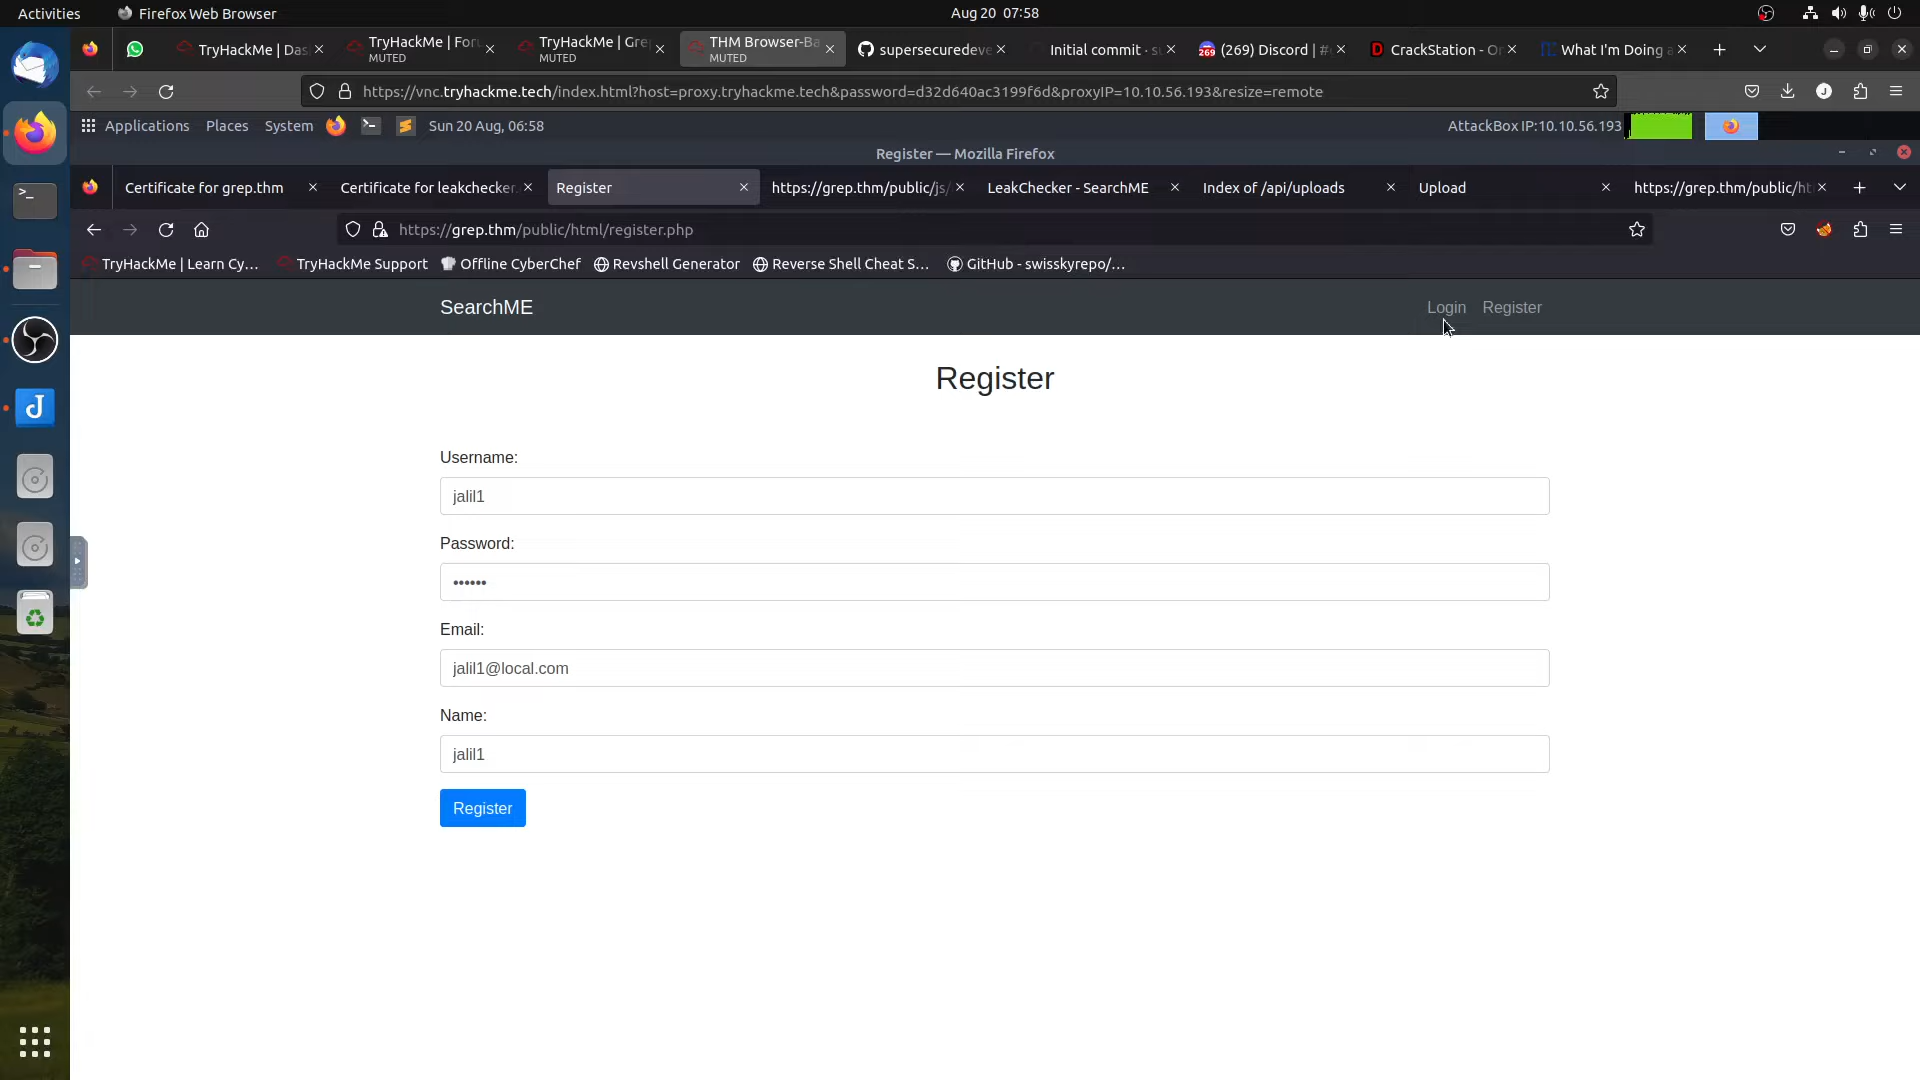 Activities Firefox Web Browser Aug 20 07:58
TryHackMe | Das TryHackMe | For MUTED TryHackMe | Gre MUTED THM Browser-Ba MUTED supersecuredeve Initial commit · su (269) Discord | # CrackStation - On What I'm Doing a
https://vnc.tryhackme.tech/index.html?host=proxy.tryhackme.tech&password=d32d640ac3199f6d&proxyIP=10.10.56.193&resize=remote
Applications Places System Sun 20 Aug, 06:58 AttackBox IP:10.10.56.193
Register — Mozilla Firefox
Certificate for grep.thm Certificate for leakchecker. Register https://grep.thm/public/js/ LeakChecker - SearchME Index of /api/uploads Upload https://grep.thm/public/ht
https://grep.thm/public/html/register.php
TryHackMe | Learn Cy... TryHackMe Support Offline CyberChef Revshell Generator Reverse Shell Cheat S... GitHub - swisskyrepo/...
SearchME Login Register
Register
Username:
jalil1
Password:
••••••
Email:
jalil1@local.com
Name:
jalil1
Register